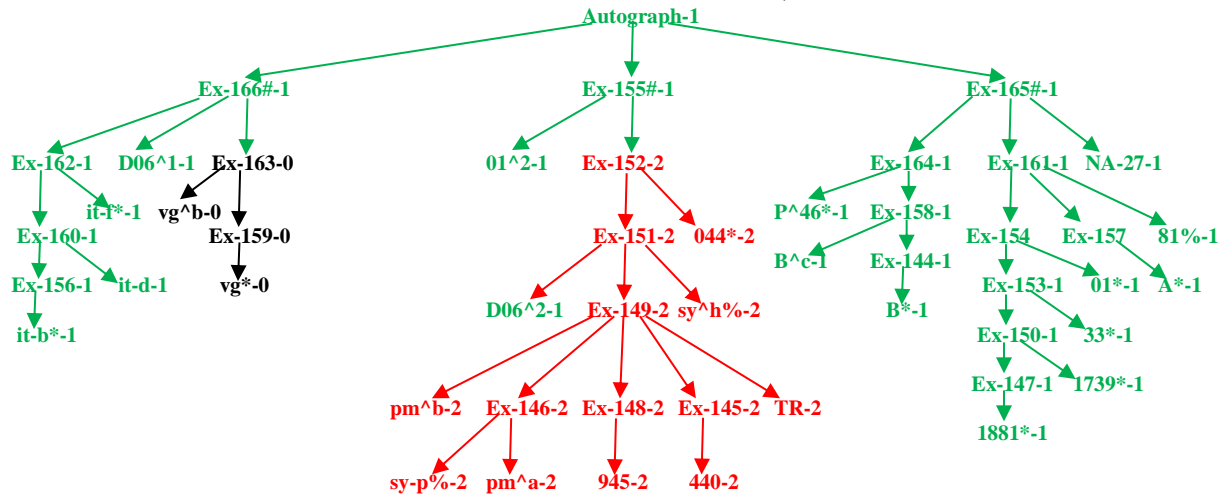 Autograph-1
Ex-166#-1 Ex-155#-1 Ex-165#-1
Ex-162-1 D06^1-1 Ex-163-0 01^2-1 Ex-152-2 Ex-164-1 Ex-161-1 NA-27-1
it-f*-1 vg^b-0 P^46*-1 Ex-158-1
Ex-160-1 Ex-159-0 Ex-151-2 044*-2 Ex-154 Ex-157 81%-1
B^c-1 Ex-144-1
Ex-156-1 it-d-1 vg*-0 Ex-153-1 01*-1 A*-1
D06^2-1 Ex-149-2 sy^h%-2 B*-1
it-b*-1 Ex-150-1 33*-1
Ex-147-1 1739*-1
pm^b-2 Ex-146-2 Ex-148-2 Ex-145-2 TR-2
1881*-1
sy-p%-2 pm^a-2 945-2 440-2